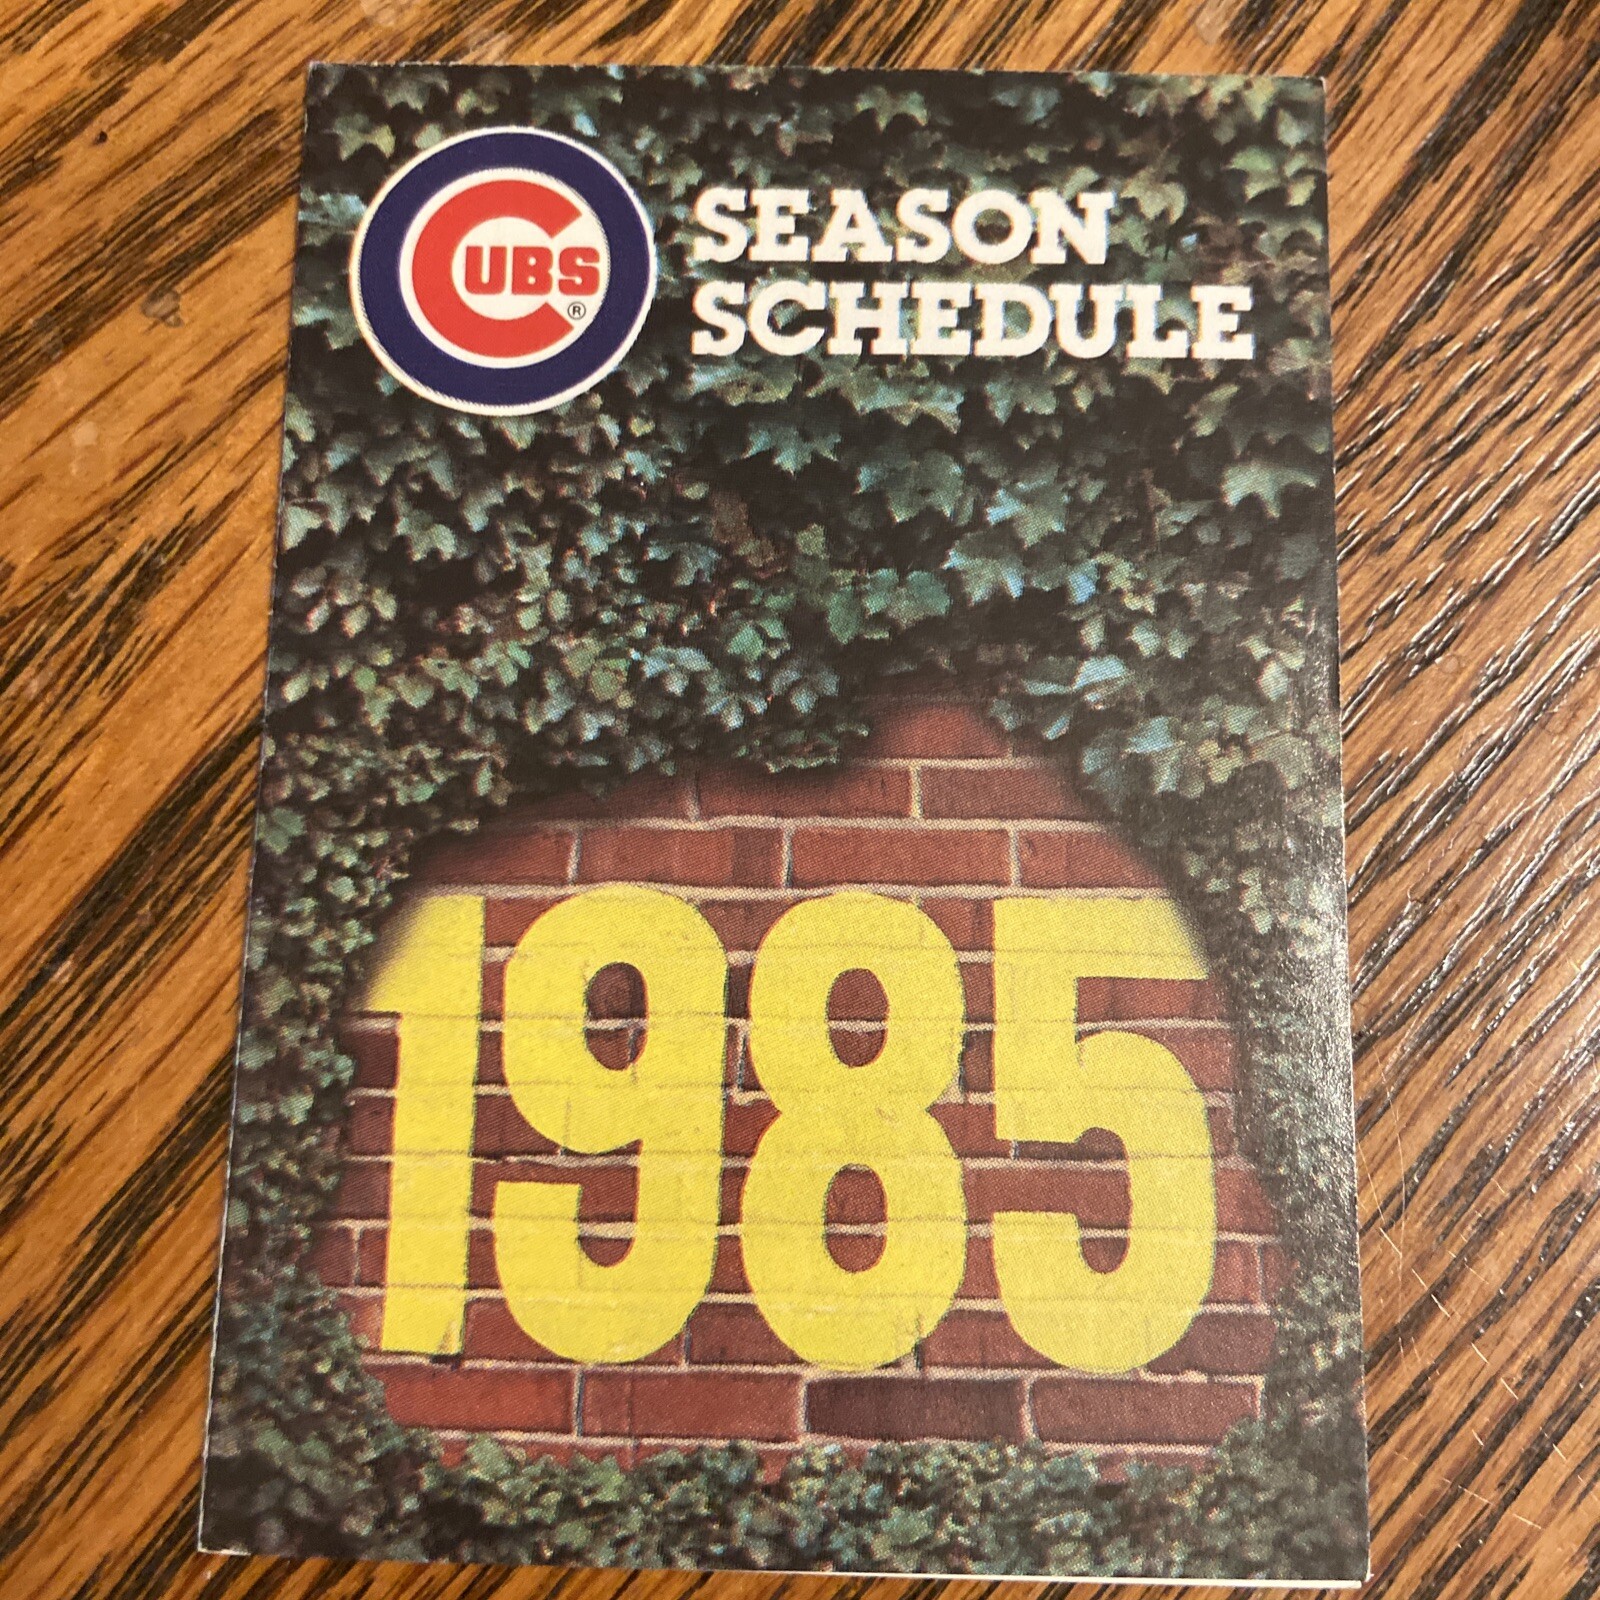 CUBS
®
SEASON
SCHEDULE
1985